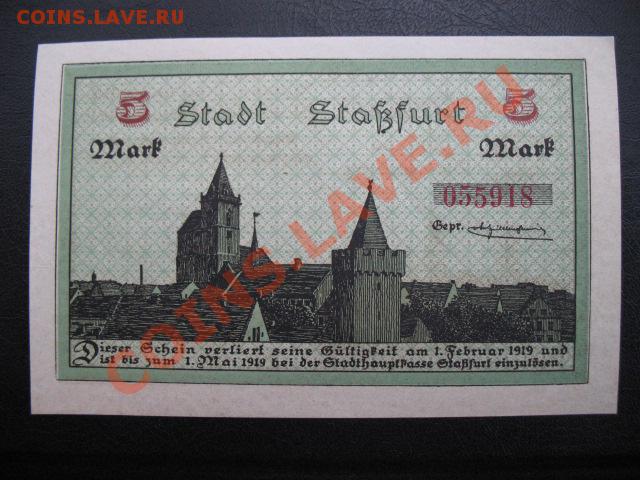 COINS.LAVE.RU
5 Stadt Staßfurt 5
Mark Mark
055918
Gepr.
Dieser Schein verliert seine Gültigkeit am 1. Februar 1919 und
ist bis zum 1. Mai 1919 bei der Stadthauptkasse Staßfurt einzulösen.
COINS.LAVE.RU